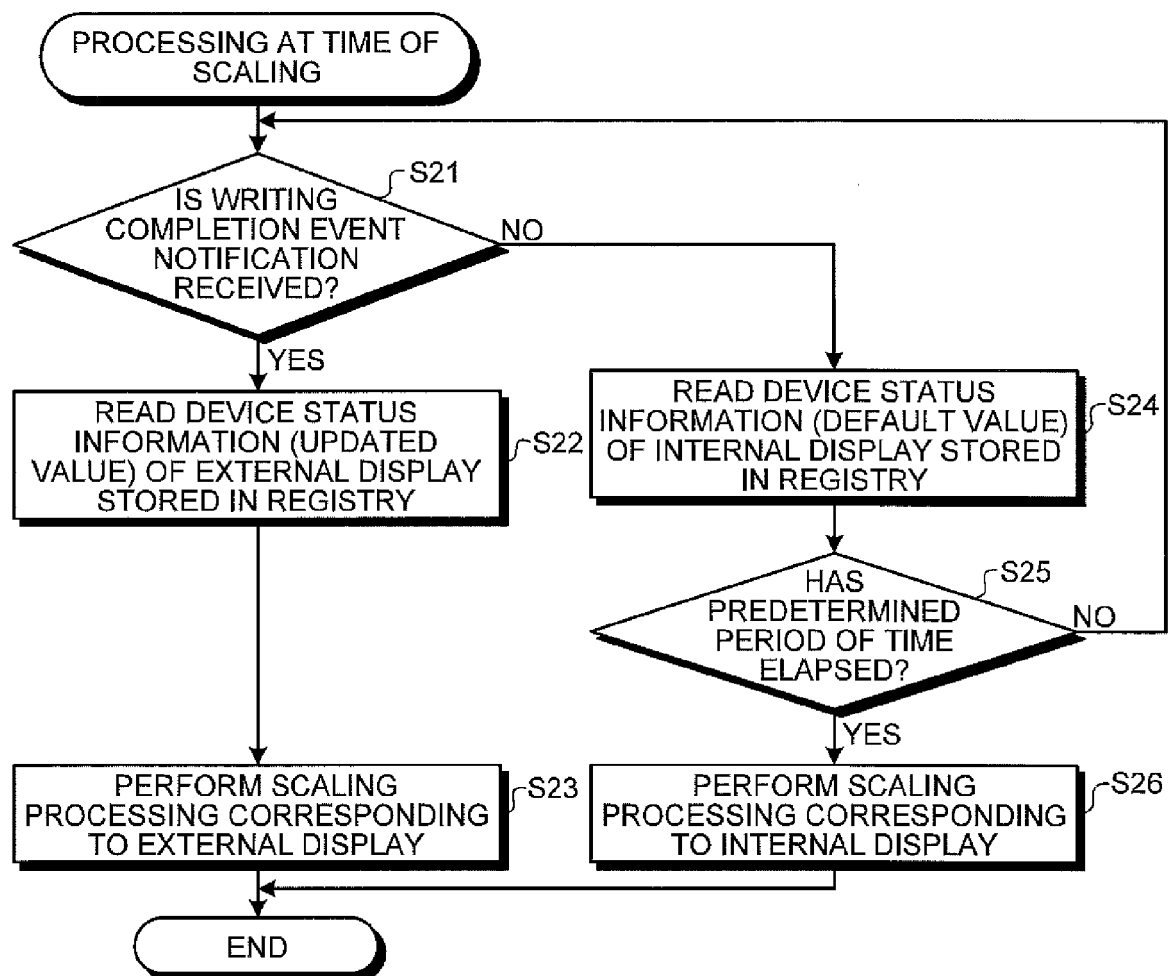 PROCESSING AT TIME OF
SCALING
S21
IS WRITING
COMPLETION EVENT
NOTIFICATION
RECEIVED?
NO
YES
READ DEVICE STATUS
INFORMATION (UPDATED
VALUE) OF EXTERNAL DISPLAY
STORED IN REGISTRY
S22
READ DEVICE STATUS
INFORMATION (DEFAULT VALUE)
OF INTERNAL DISPLAY STORED
IN REGISTRY
S24
HAS
PREDETERMINED
PERIOD OF TIME
ELAPSED?
S25
NO
YES
PERFORM SCALING
PROCESSING CORRESPONDING
TO EXTERNAL DISPLAY
S23
PERFORM SCALING
PROCESSING CORRESPONDING
TO INTERNAL DISPLAY
S26
END